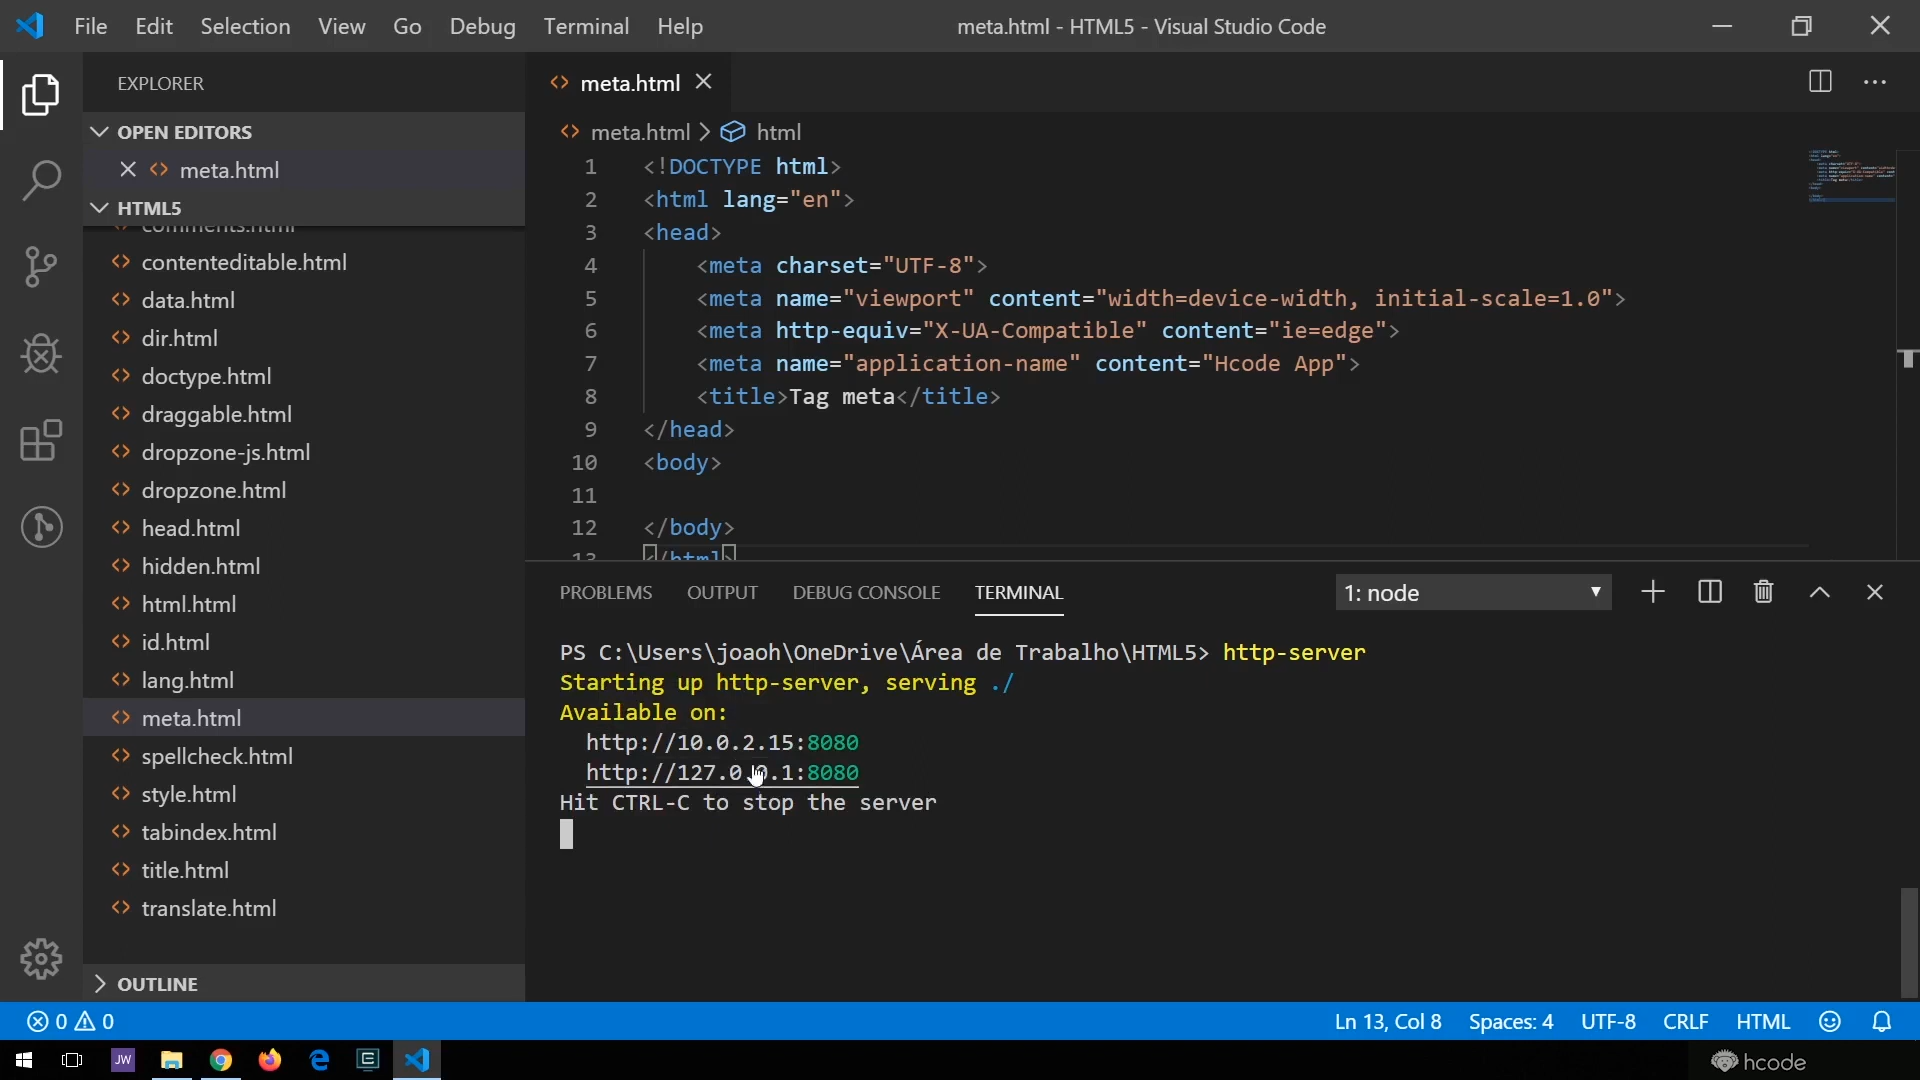 File Edit Selection View Go Debug Terminal Help
meta.html - HTML5 - Visual Studio Code
EXPLORER
OPEN EDITORS
meta.html
HTML5
comments.html
contenteditable.html
data.html
dir.html
doctype.html
draggable.html
dropzone-js.html
dropzone.html
head.html
hidden.html
html.html
id.html
lang.html
meta.html
spellcheck.html
style.html
tabindex.html
title.html
translate.html
OUTLINE
meta.html
meta.html > html
1 <!DOCTYPE html>
2 <html lang="en">
3 <head>
4 <meta charset="UTF-8">
5 <meta name="viewport" content="width=device-width, initial-scale=1.0">
6 <meta http-equiv="X-UA-Compatible" content="ie=edge">
7 <meta name="application-name" content="Hcode App">
8 <title>Tag meta</title>
9 </head>
10 <body>
11
12 </body>
13 </html>
PROBLEMS OUTPUT DEBUG CONSOLE TERMINAL
1: node
PS C:\Users\joaoh\OneDrive\Área de Trabalho\HTML5> http-server
Starting up http-server, serving ./
Available on:
http://10.0.2.15:8080
http://127.0.0.1:8080
Hit CTRL-C to stop the server
0 0
Ln 13, Col 8 Spaces: 4 UTF-8 CRLF HTML
JW
hcode